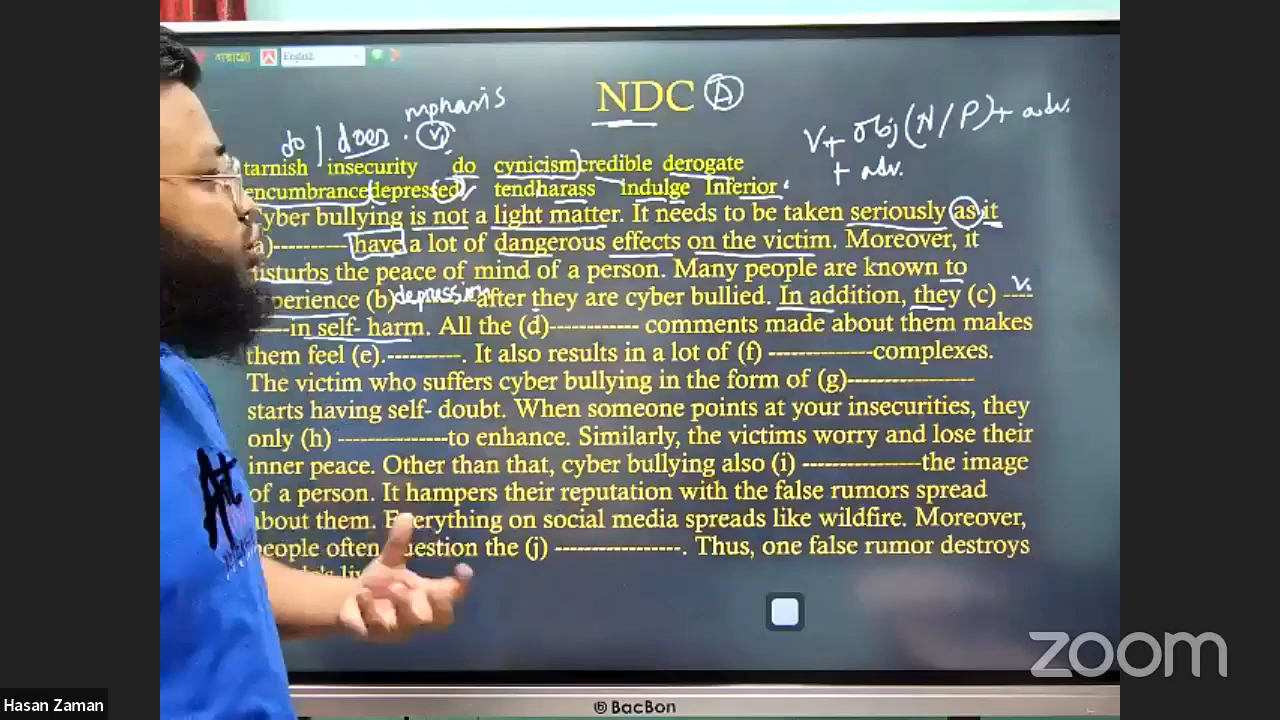 English
NDC A
mphasis
do / does . V1
V + obj (N/P) + adv.
+ adv.
tarnish insecurity do cynicism credible derogate
encumbrance depressed tend harass indulge Inferior
Cyber bullying is not a light matter. It needs to be taken seriously as it
a)---------- have a lot of dangerous effects on the victim. Moreover, it
disturbs the peace of mind of a person. Many people are known to
perience (b) depression after they are cyber bullied. In addition, they (c) ---- V.
-----in self- harm. All the (d)------------ comments made about them makes
them feel (e).----------. It also results in a lot of (f) --------------complexes.
The victim who suffers cyber bullying in the form of (g)-----------------
starts having self- doubt. When someone points at your insecurities, they
only (h) ---------------to enhance. Similarly, the victims worry and lose their
inner peace. Other than that, cyber bullying also (i) ----------------the image
of a person. It hampers their reputation with the false rumors spread
about them. Everything on social media spreads like wildfire. Moreover,
people often question the (j) -----------------. Thus, one false rumor destroys
zoom
Hasan Zaman
BacBon